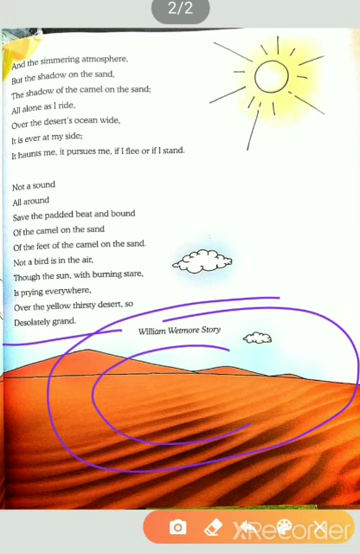 2/2
And the simmering atmosphere,
But the shadow on the sand,
The shadow of the camel on the sand;
All alone as I ride,
Over the desert's ocean wide,
It is ever at my side;
It haunts me, it pursues me, if I flee or if I stand.
Not a sound
All around
Save the padded beat and bound
Of the camel on the sand
Of the feet of the camel on the sand.
Not a bird is in the air,
Though the sun, with burning stare,
Is prying everywhere,
Over the yellow thirsty desert, so
Desolately grand.
William Wetmore Story
XRecorder